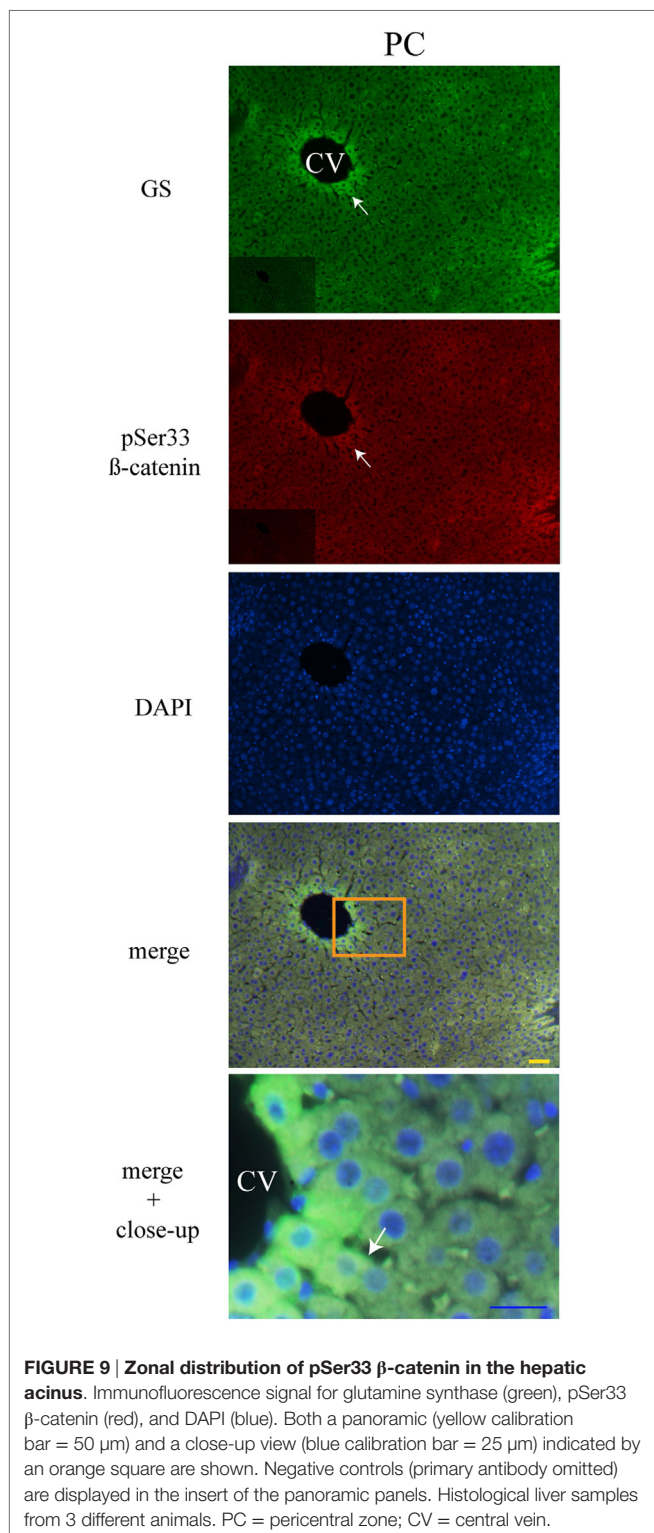 PC
GS
CV
pSer33
ß-catenin
DAPI
merge
merge
+
close-up
CV
FIGURE 9 | Zonal distribution of pSer33 β-catenin in the hepatic
acinus. Immunofluorescence signal for glutamine synthase (green), pSer33
β-catenin (red), and DAPI (blue). Both a panoramic (yellow calibration
bar = 50 μm) and a close-up view (blue calibration bar = 25 μm) indicated by
an orange square are shown. Negative controls (primary antibody omitted)
are displayed in the insert of the panoramic panels. Histological liver samples
from 3 different animals. PC = pericentral zone; CV = central vein.